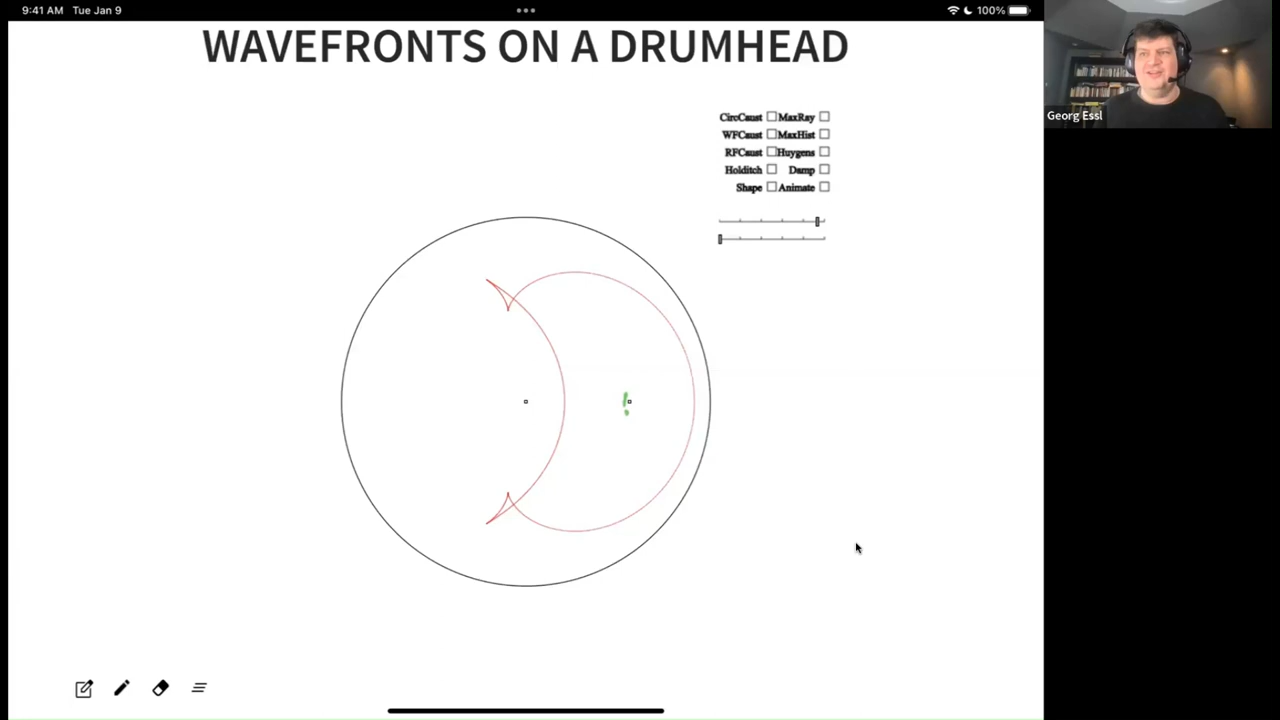 9:41 AM Tue Jan 9
100%
WAVEFRONTS ON A DRUMHEAD
Georg Essl
CircCaust MaxRay
WFCaust MaxHist
RFCaust Huygens
Holditch Damp
Shape Animate
!